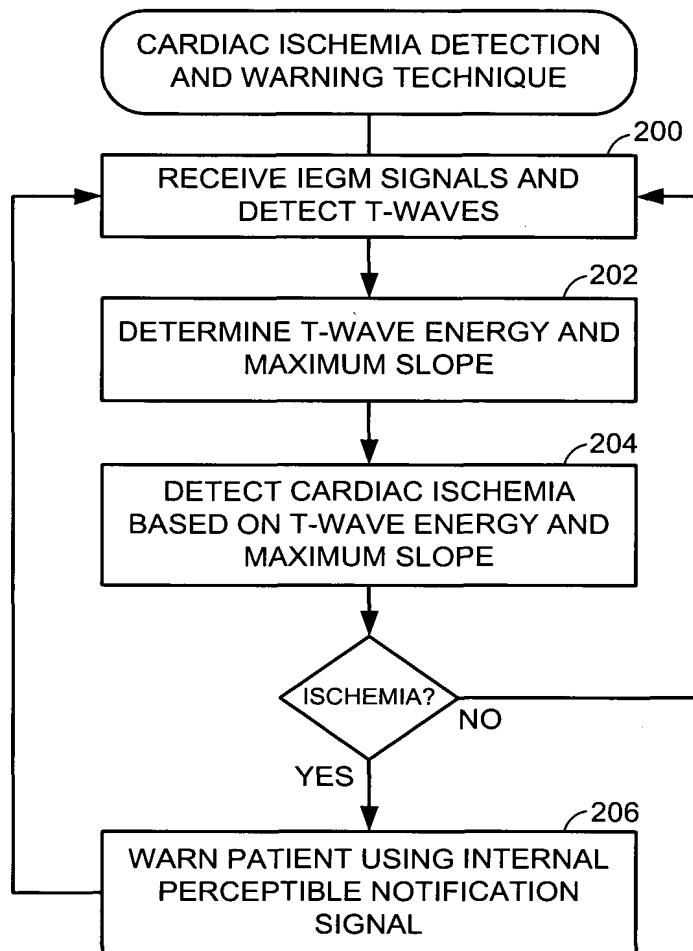 CARDIAC ISCHEMIA DETECTION
AND WARNING TECHNIQUE
200
RECEIVE IEGM SIGNALS AND
DETECT T-WAVES
202
DETERMINE T-WAVE ENERGY AND
MAXIMUM SLOPE
204
DETECT CARDIAC ISCHEMIA
BASED ON T-WAVE ENERGY AND
MAXIMUM SLOPE
ISCHEMIA?
NO
YES
206
WARN PATIENT USING INTERNAL
PERCEPTIBLE NOTIFICATION
SIGNAL